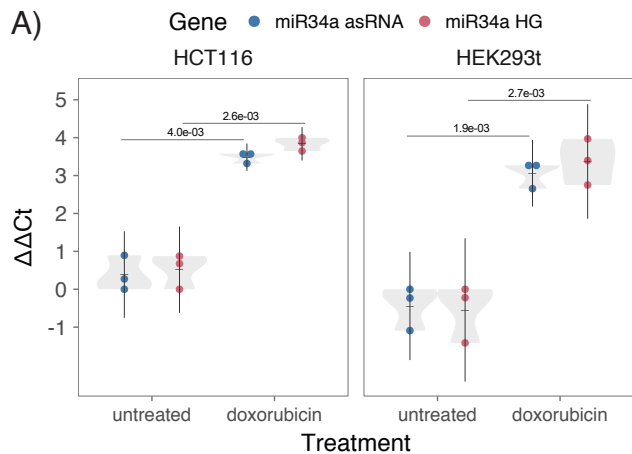 A)
Gene miR34a asRNA miR34a HG
HCT116 HEK293t
5
4
3
2
1
0
-1
ΔΔCt
4.0e-03
2.6e-03
1.9e-03
2.7e-03
untreated doxorubicin untreated doxorubicin
Treatment